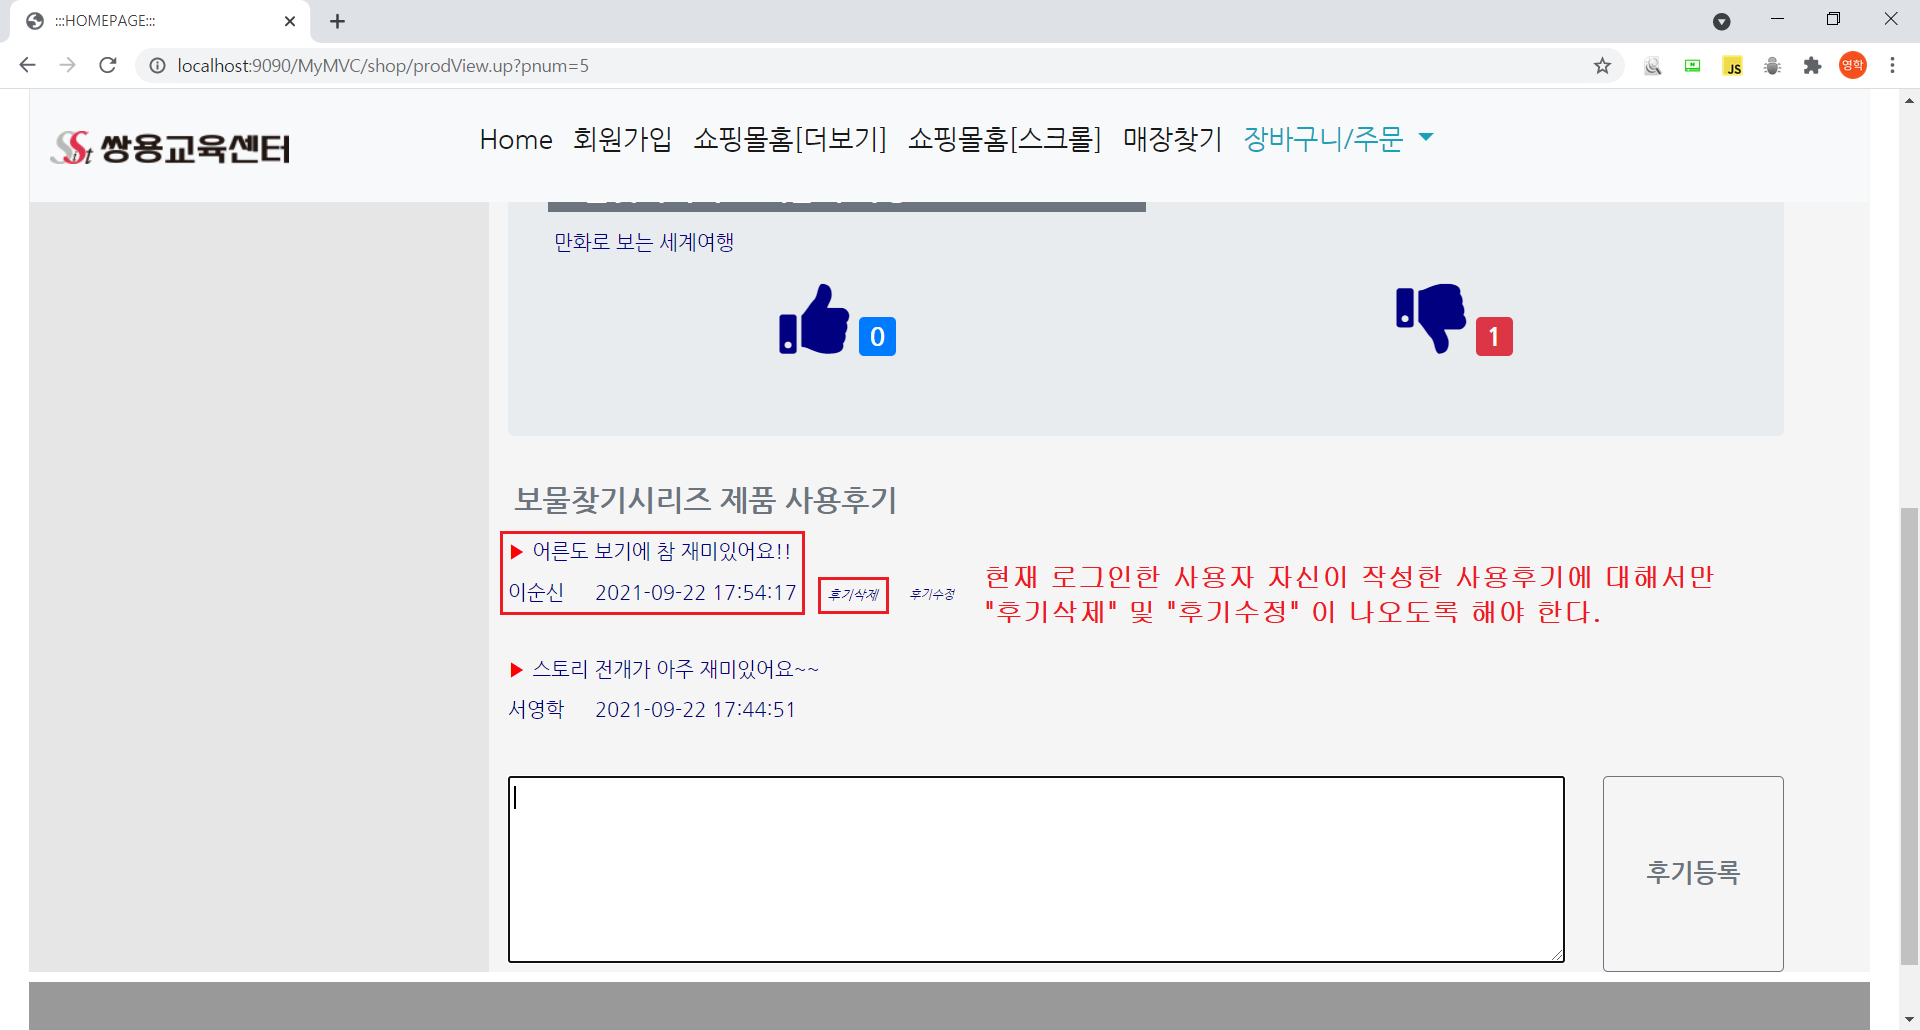 :::HOMEPAGE:::
localhost:9090/MyMVC/shop/prodView.up?pnum=5
JS
영학
쌍용교육센터
Home 회원가입 쇼핑몰홈[더보기] 쇼핑몰홈[스크롤] 매장찾기 장바구니/주문
만화로 보는 세계여행
0
1
보물찾기시리즈 제품 사용후기
▶ 어른도 보기에 참 재미있어요!!
이순신 2021-09-22 17:54:17 후기삭제 후기수정
현재 로그인한 사용자 자신이 작성한 사용후기에 대해서만
"후기삭제" 및 "후기수정" 이 나오도록 해야 한다.
▶ 스토리 전개가 아주 재미있어요~~
서영학 2021-09-22 17:44:51
후기등록